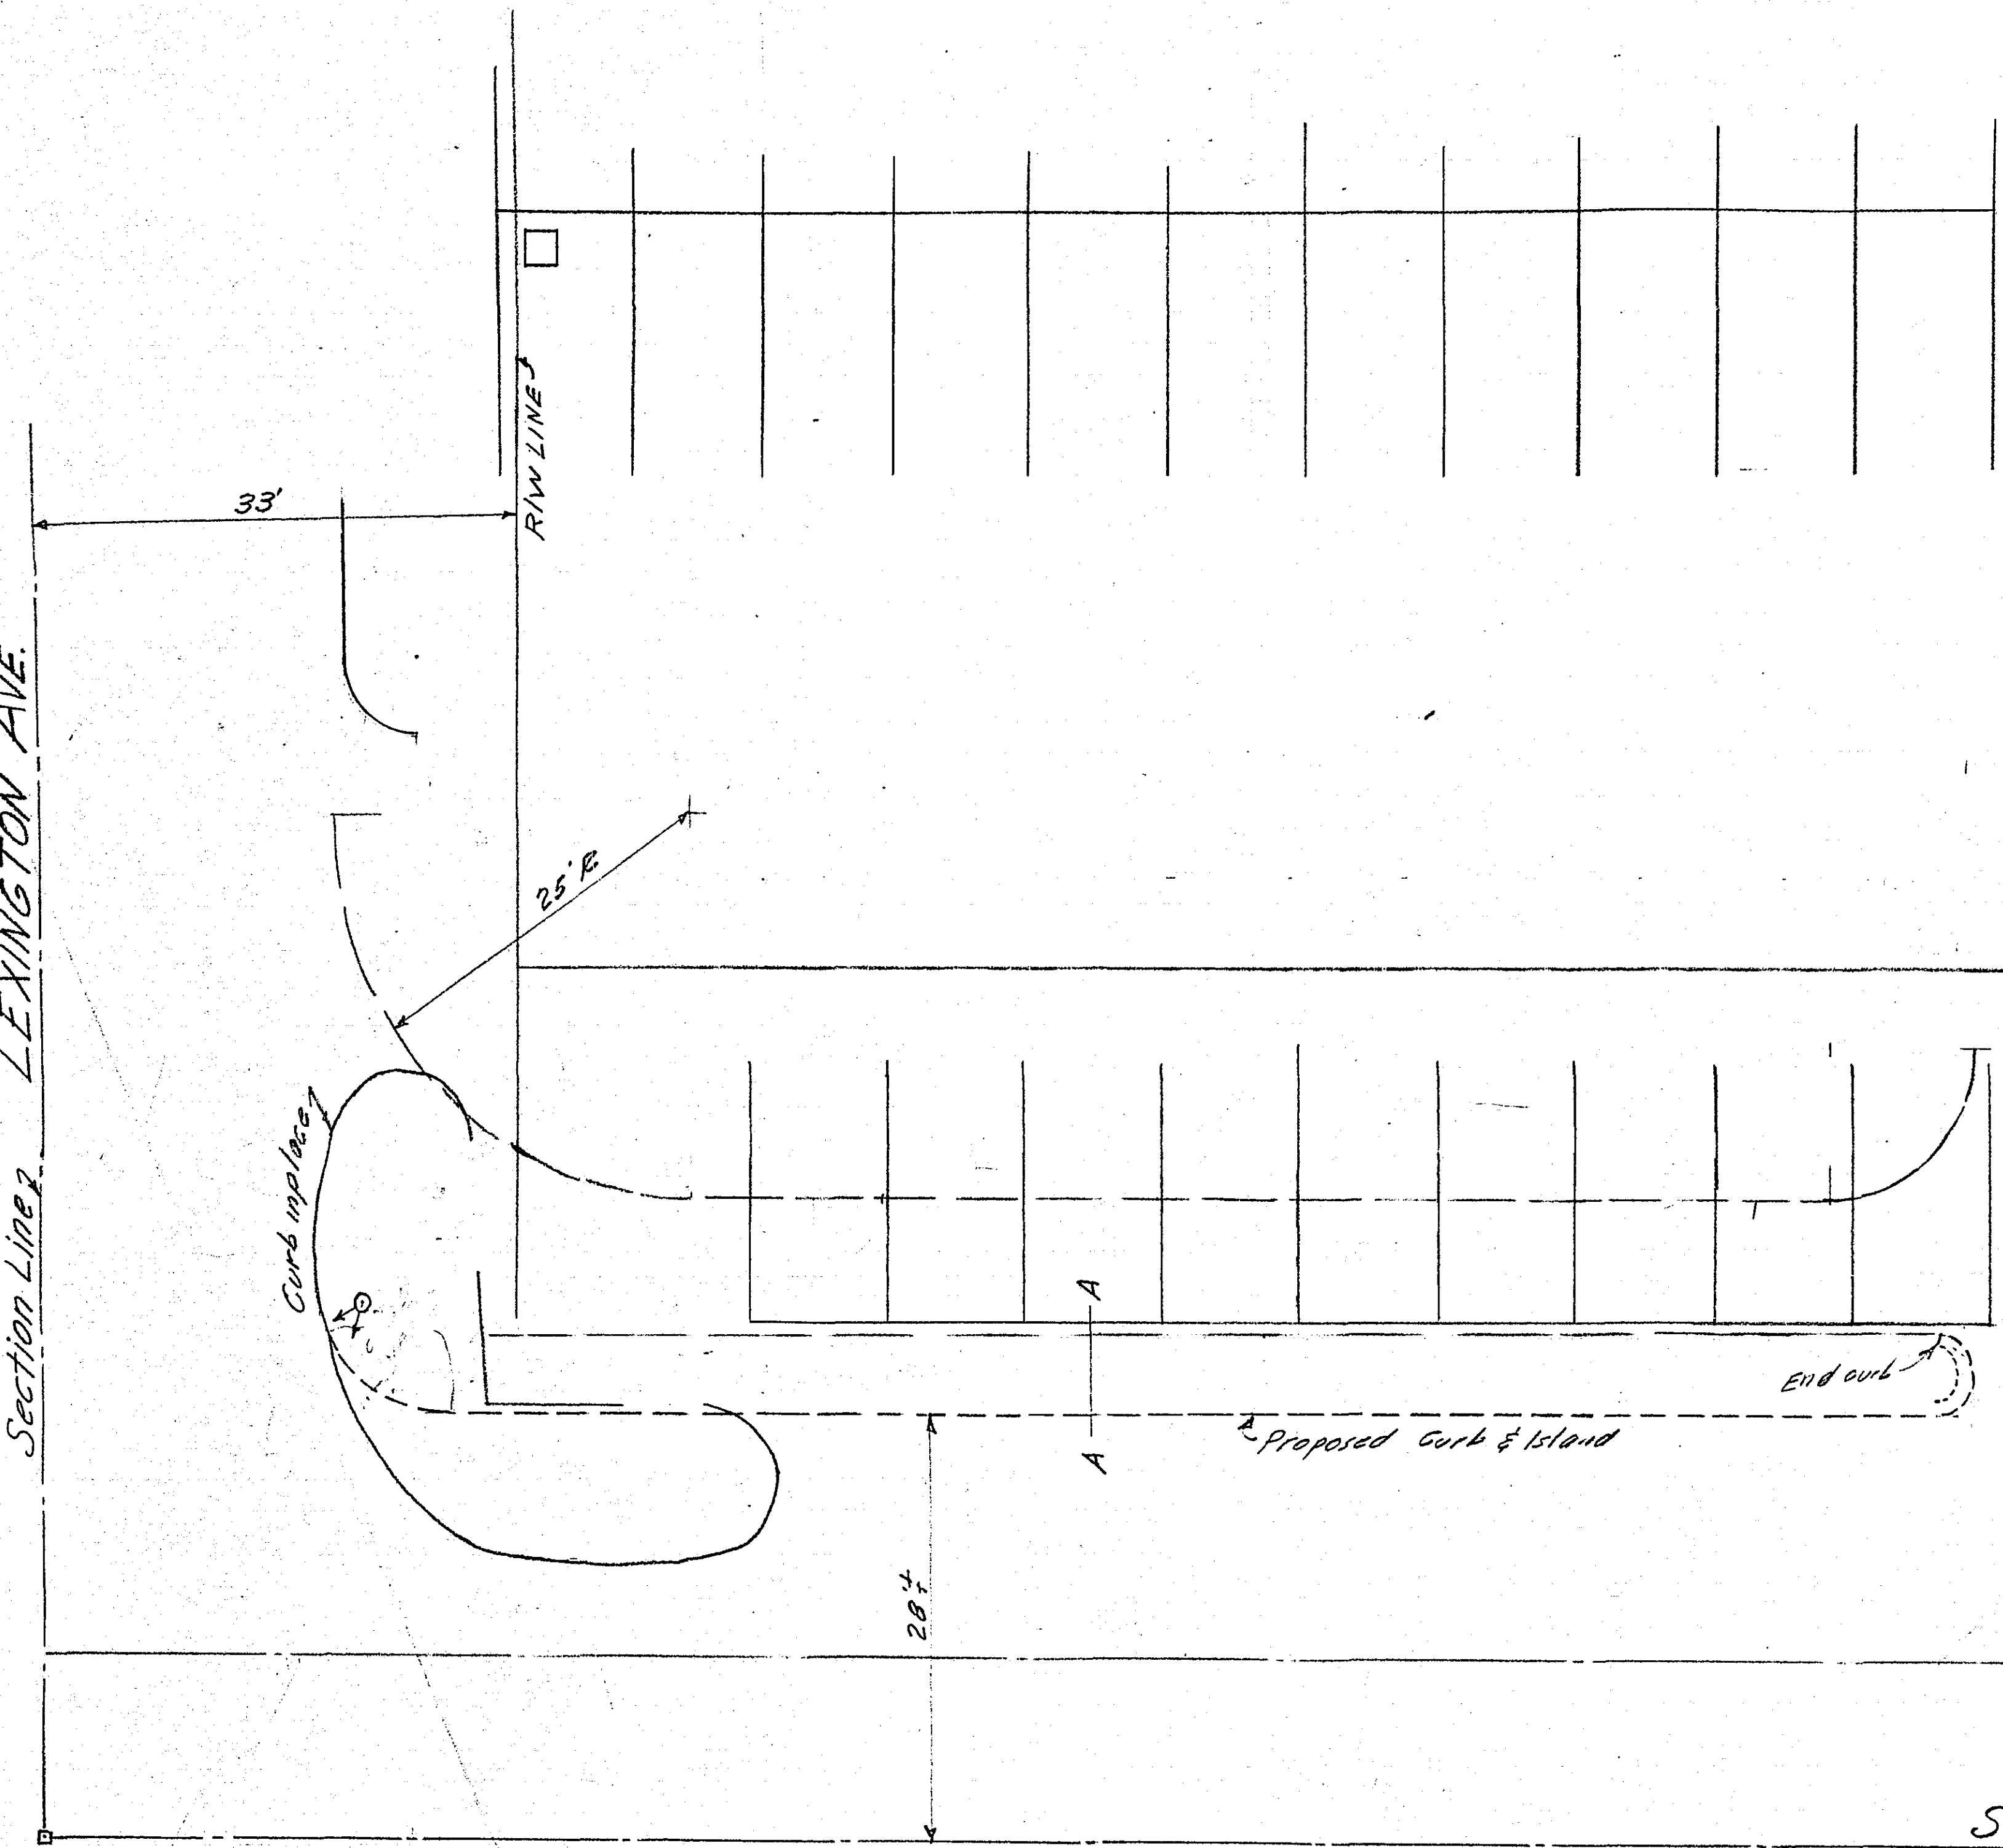 33'
R/W LINE
LEXINGTON AVE.
25' R.
Curb inplace
Section Line
A
End curb
Proposed Curb & Island
A
28'±
S